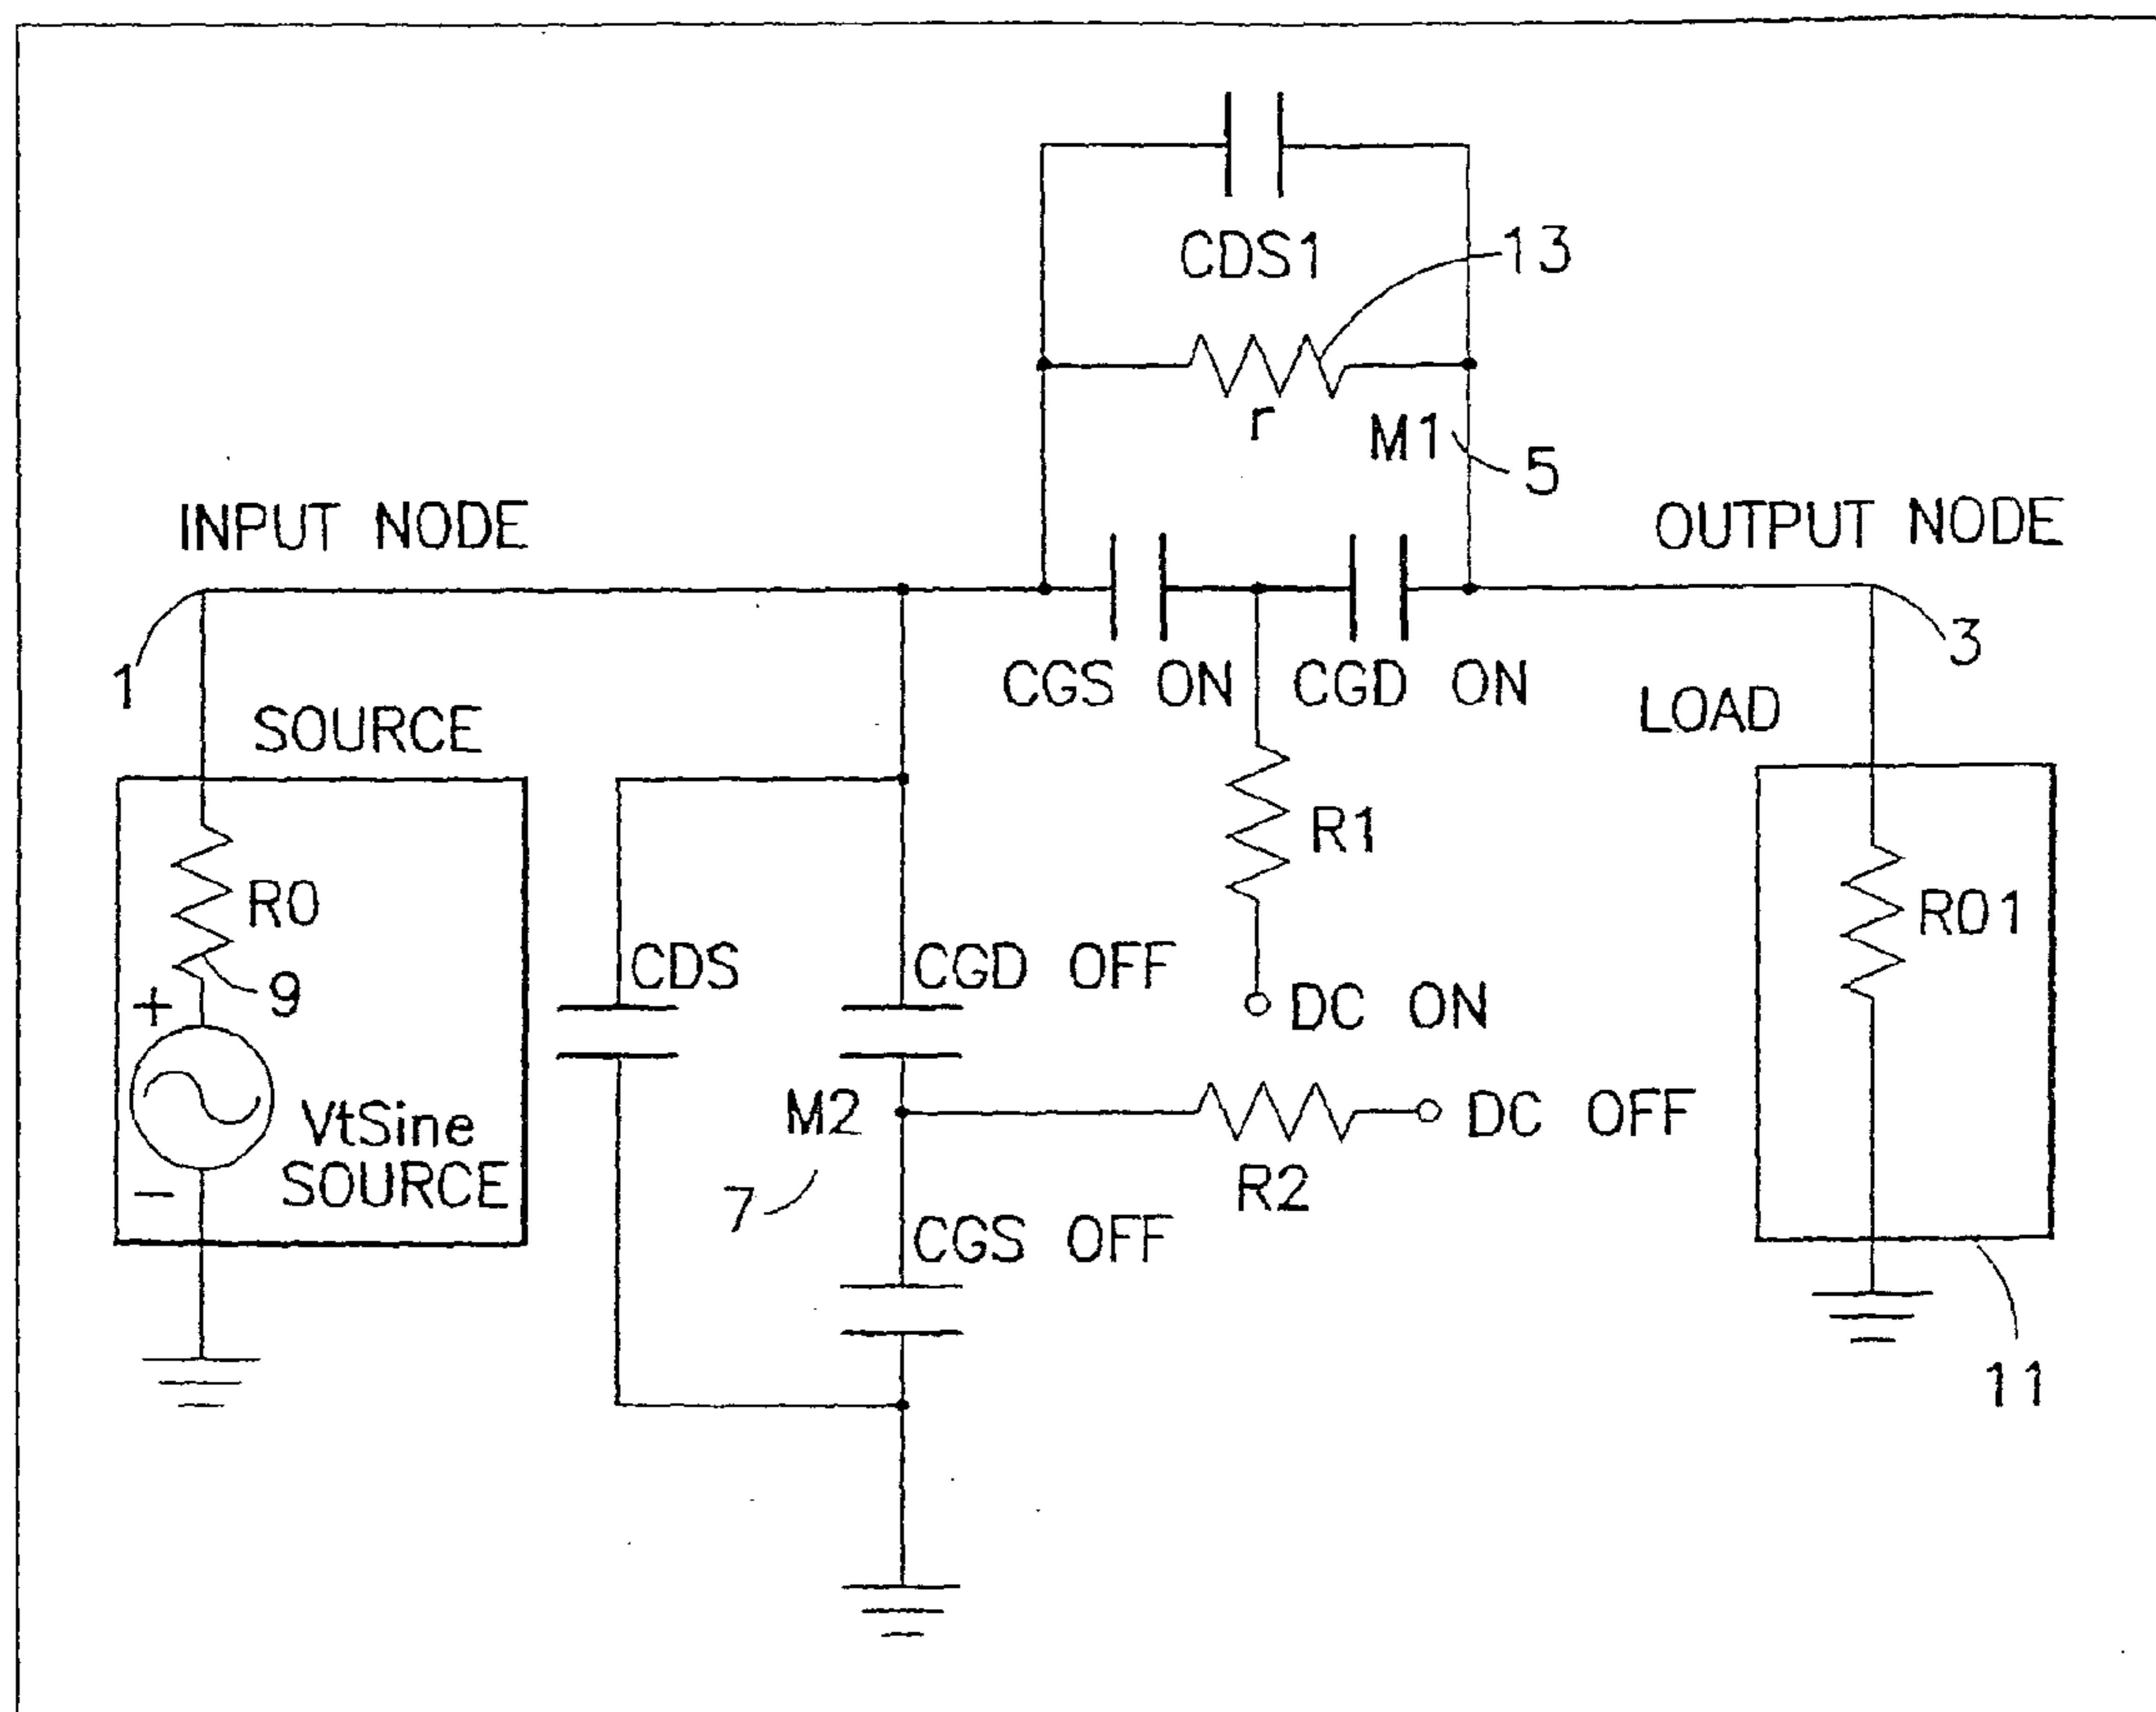 CDS1
13
r
M1
5
INPUT NODE
OUTPUT NODE
1
3
CGS ON
CGD ON
SOURCE
LOAD
R0
9
+
VtSine
SOURCE
−
CDS
CGD OFF
R1
DC ON
R01
M2
7
R2
DC OFF
CGS OFF
11